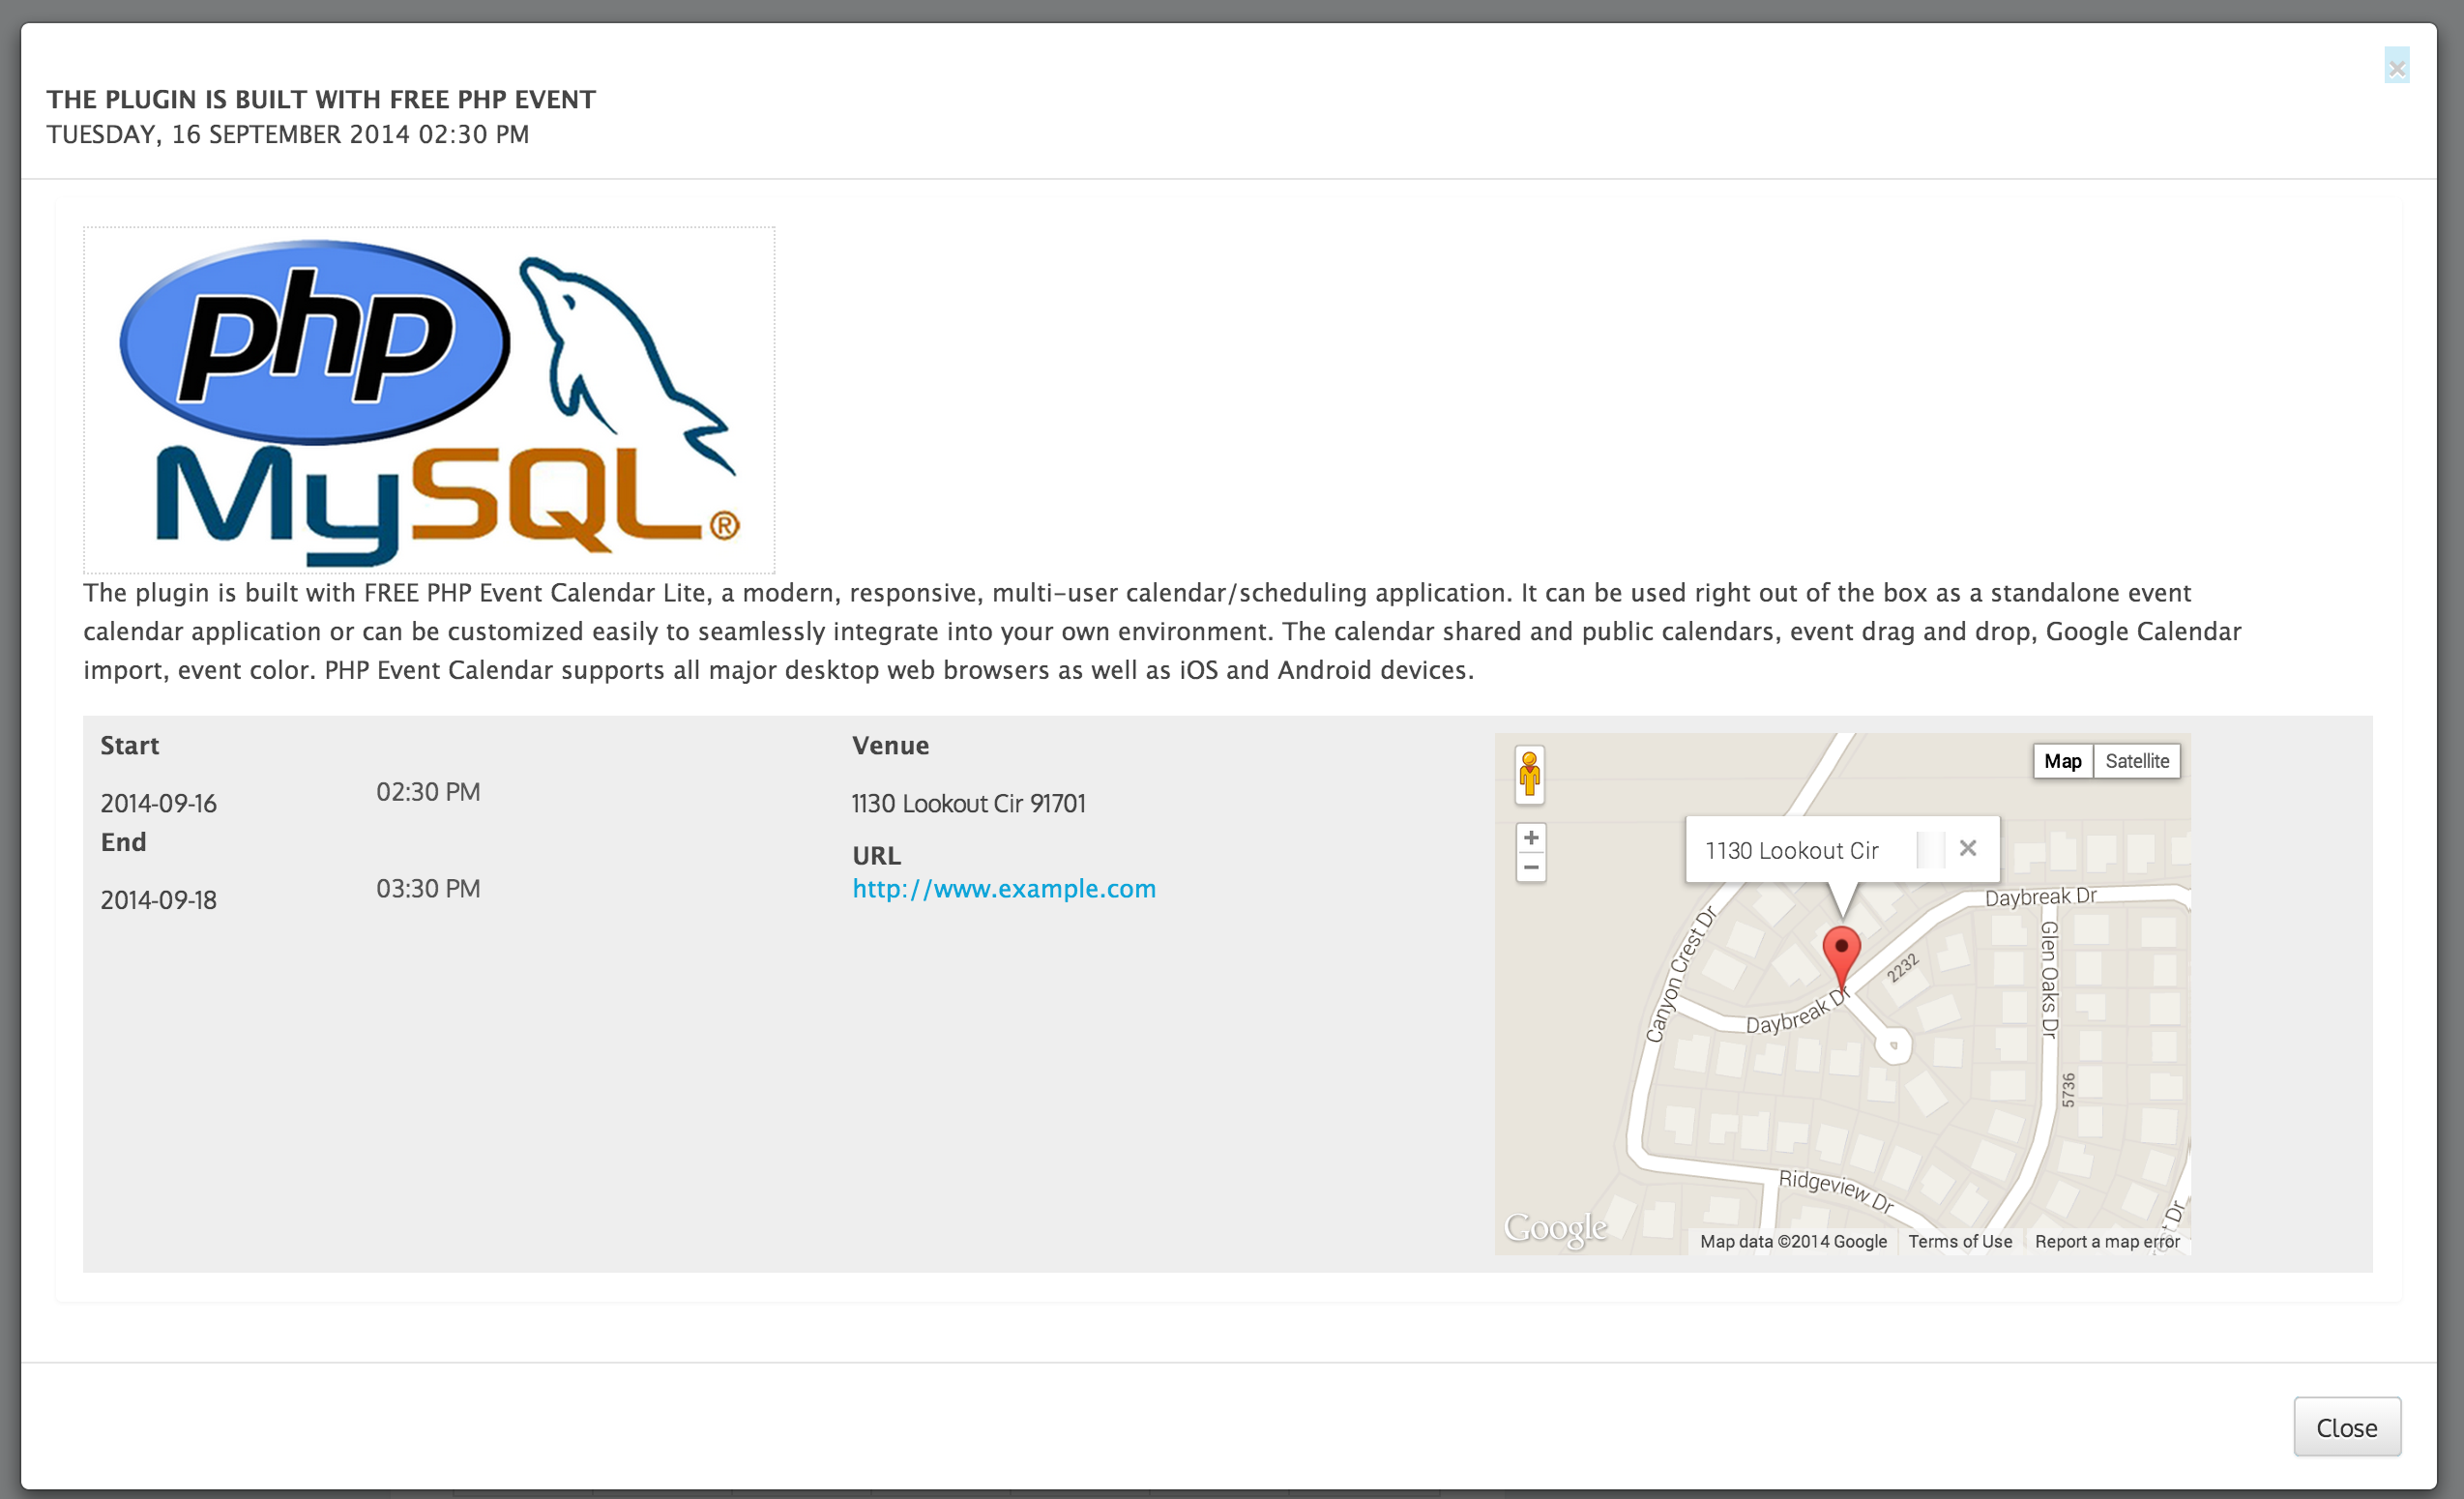 ×
THE PLUGIN IS BUILT WITH FREE PHP EVENT
TUESDAY, 16 SEPTEMBER 2014 02:30 PM
php
MySQL®
The plugin is built with FREE PHP Event Calendar Lite, a modern, responsive, multi-user calendar/scheduling application. It can be used right out of the box as a standalone event
calendar application or can be customized easily to seamlessly integrate into your own environment. The calendar shared and public calendars, event drag and drop, Google Calendar
import, event color. PHP Event Calendar supports all major desktop web browsers as well as iOS and Android devices.
Start
2014-09-16 02:30 PM
End
2014-09-18 03:30 PM
Venue
1130 Lookout Cir 91701
URL
http://www.example.com
Map Satellite
+
−
1130 Lookout Cir ×
Daybreak Dr
Canyon Crest Dr
Glen Oaks Dr
2232
Daybreak Dr
5736
Ridgeview Dr
Dr
Google
Map data ©2014 Google Terms of Use Report a map error
Close